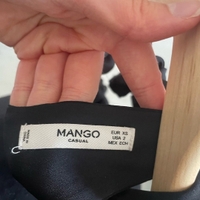 MANGO
CASUAL
EUR XS
USA 2
MEX ECH